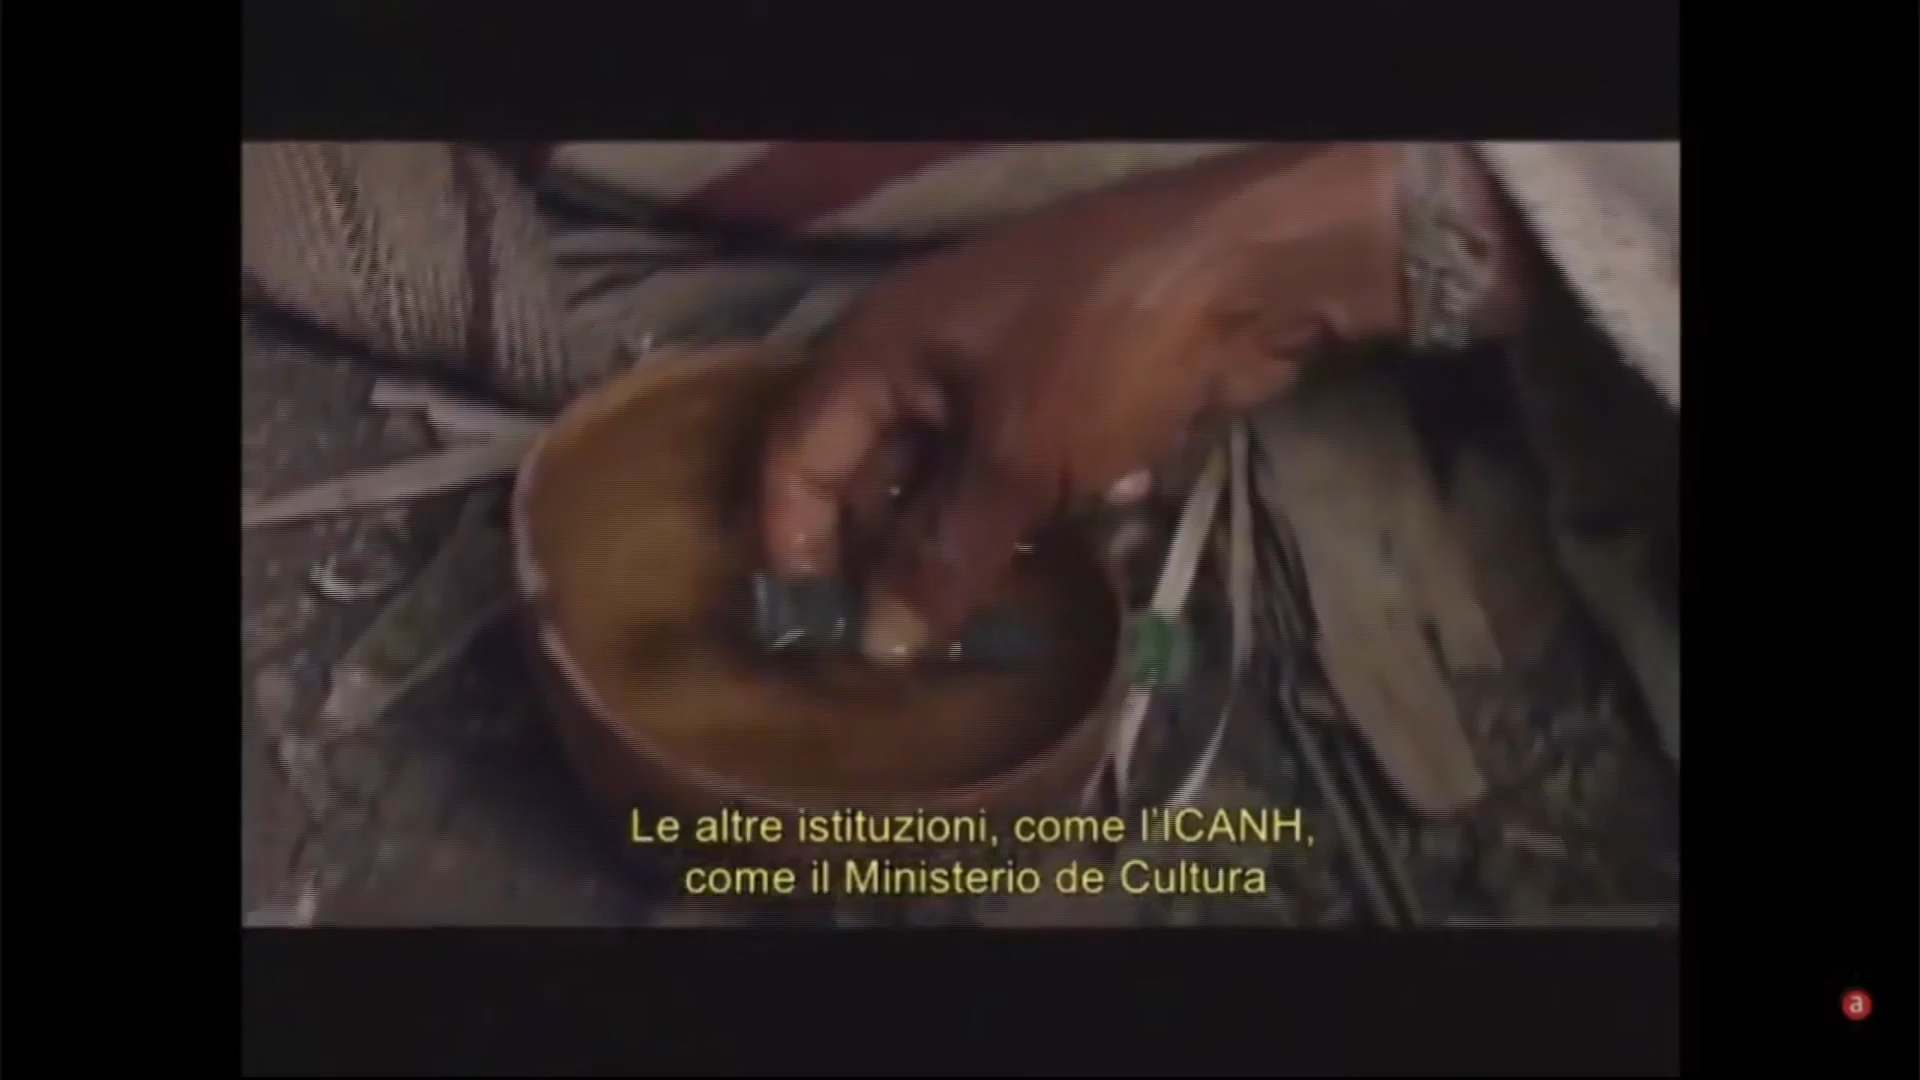 Le altre istituzioni, come l'ICANH,
come il Ministerio de Cultura
a